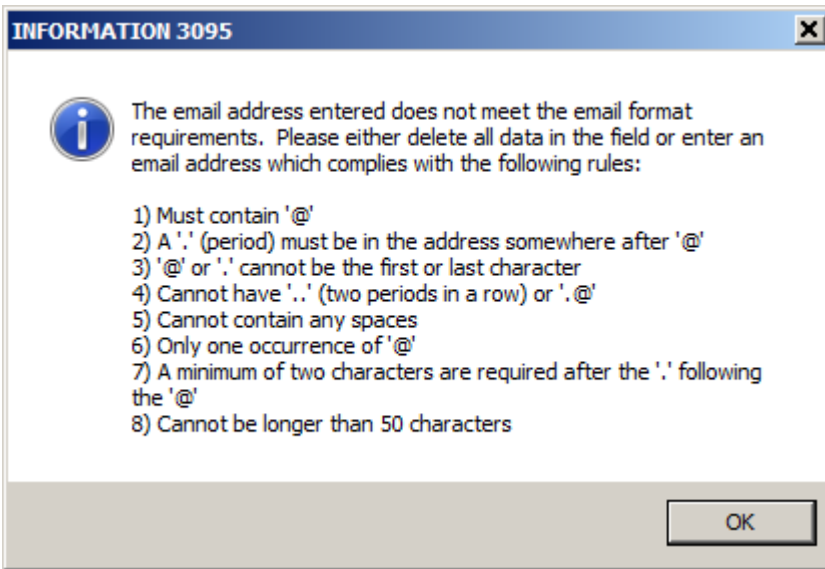 INFORMATION 3095
The email address entered does not meet the email format
requirements.  Please either delete all data in the field or enter an
email address which complies with the following rules:
1) Must contain '@'
2) A '.' (period) must be in the address somewhere after '@'
3) '@' or '.' cannot be the first or last character
4) Cannot have '..' (two periods in a row) or '.@'
5) Cannot contain any spaces
6) Only one occurrence of '@'
7) A minimum of two characters are required after the '.' following
the '@'
8) Cannot be longer than 50 characters
OK